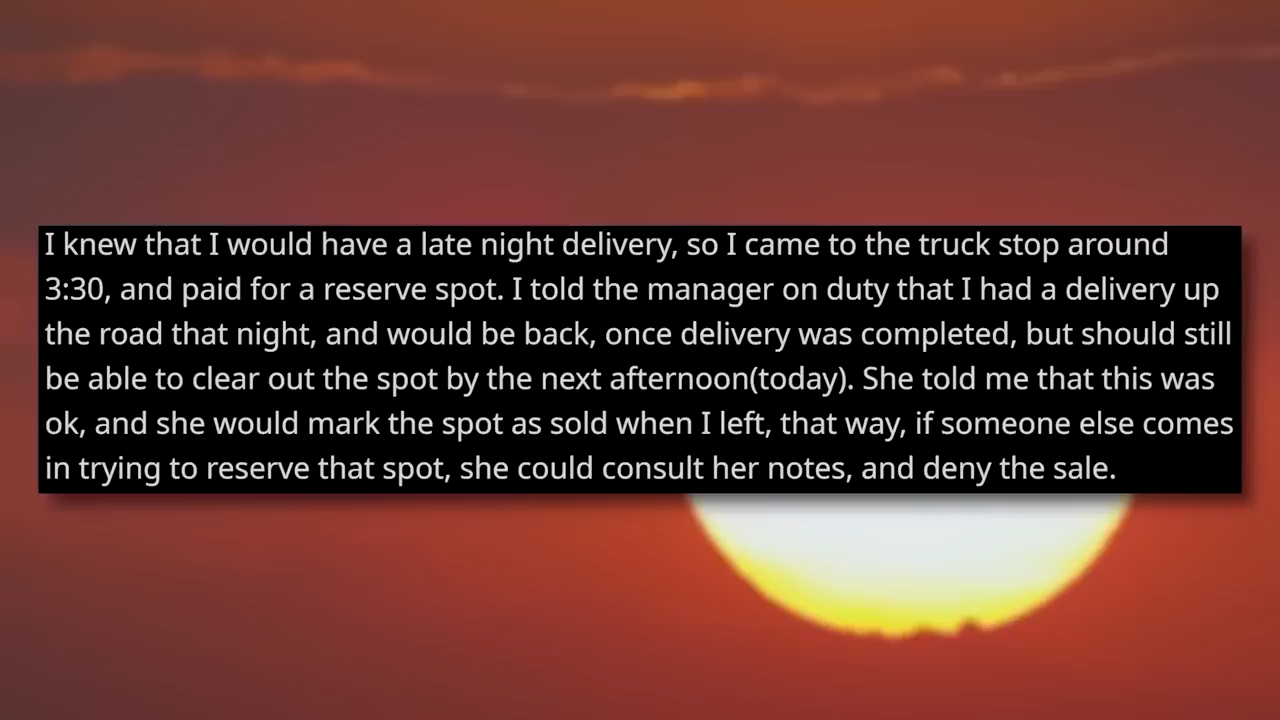 I knew that I would have a late night delivery, so I came to the truck stop around
3:30, and paid for a reserve spot. I told the manager on duty that I had a delivery up
the road that night, and would be back, once delivery was completed, but should still
be able to clear out the spot by the next afternoon(today). She told me that this was
ok, and she would mark the spot as sold when I left, that way, if someone else comes
in trying to reserve that spot, she could consult her notes, and deny the sale.